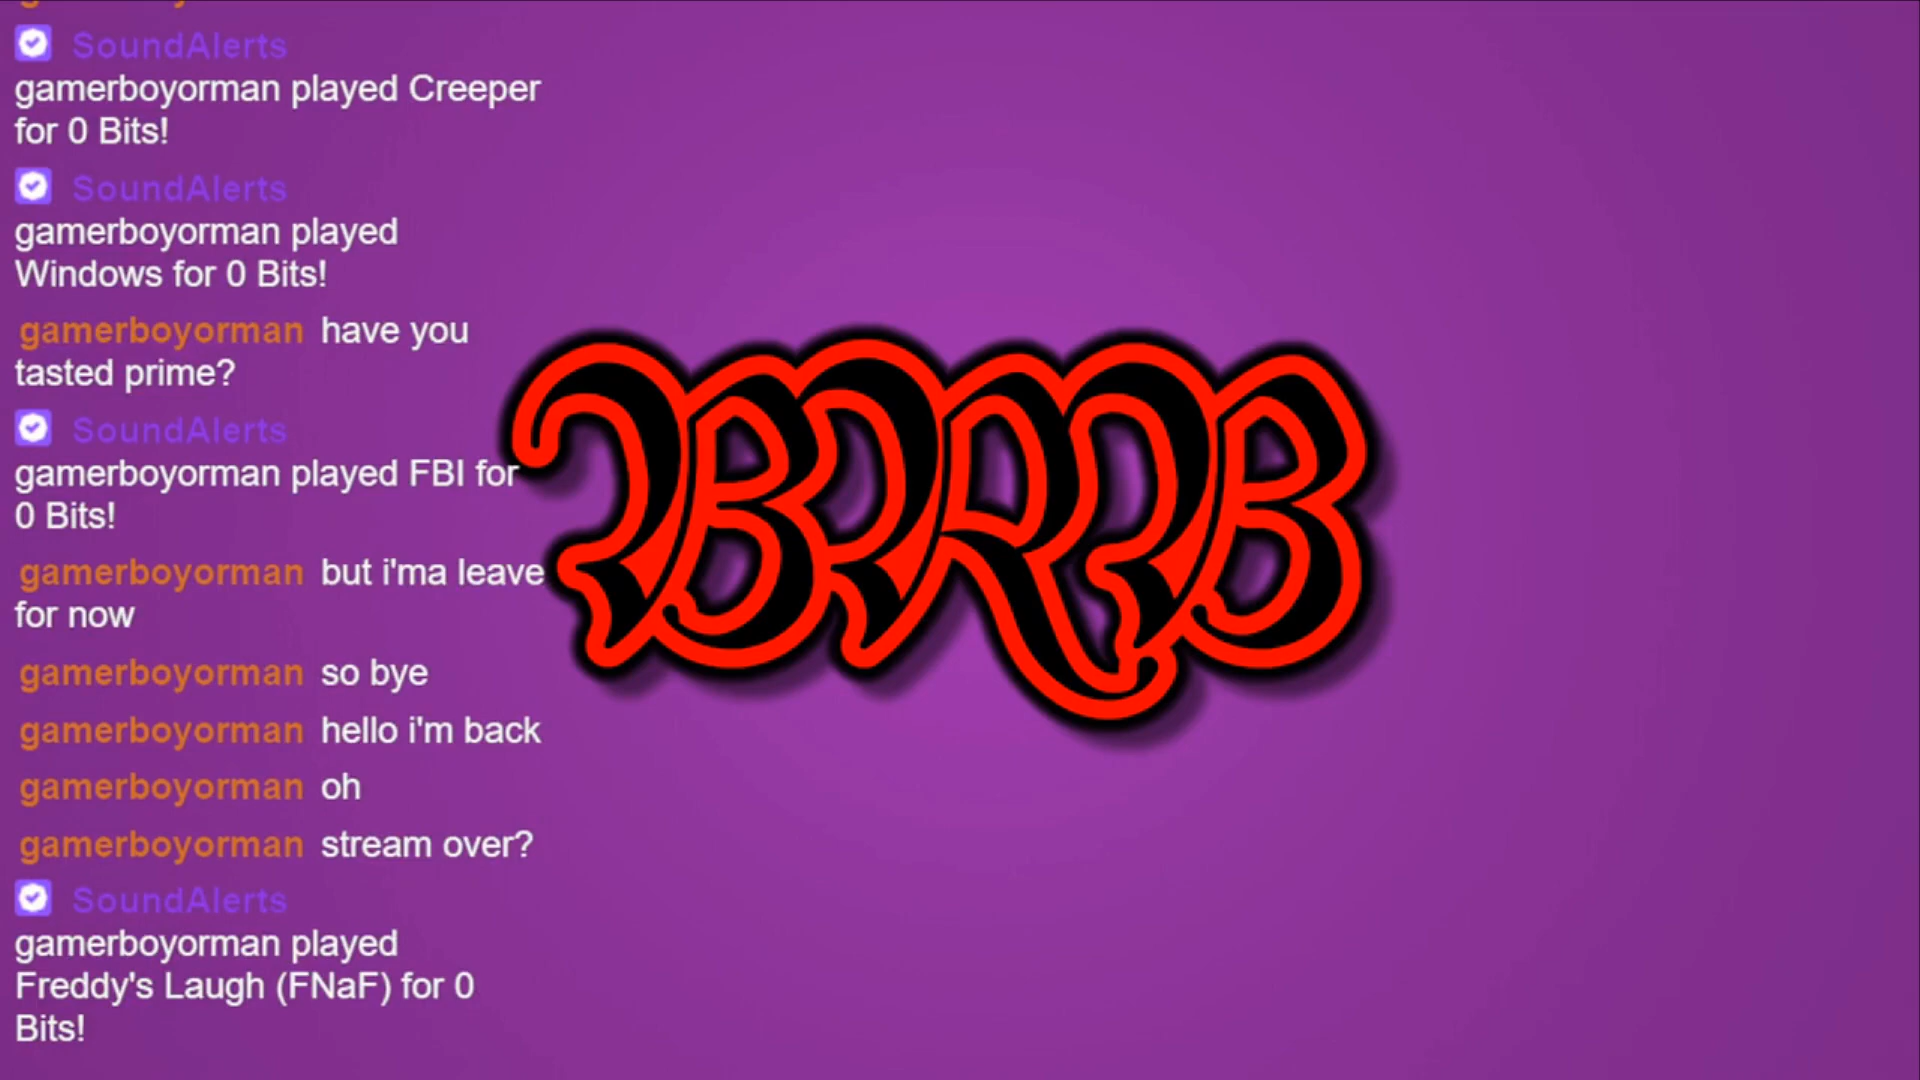 SoundAlerts
gamerboyorman played Creeper
for 0 Bits!
SoundAlerts
gamerboyorman played
Windows for 0 Bits!
gamerboyorman have you
tasted prime?
SoundAlerts
gamerboyorman played FBI for
0 Bits!
gamerboyorman but i'ma leave
for now
gamerboyorman so bye
gamerboyorman hello i'm back
gamerboyorman oh
gamerboyorman stream over?
SoundAlerts
gamerboyorman played
Freddy's Laugh (FNaF) for 0
Bits!
BRB